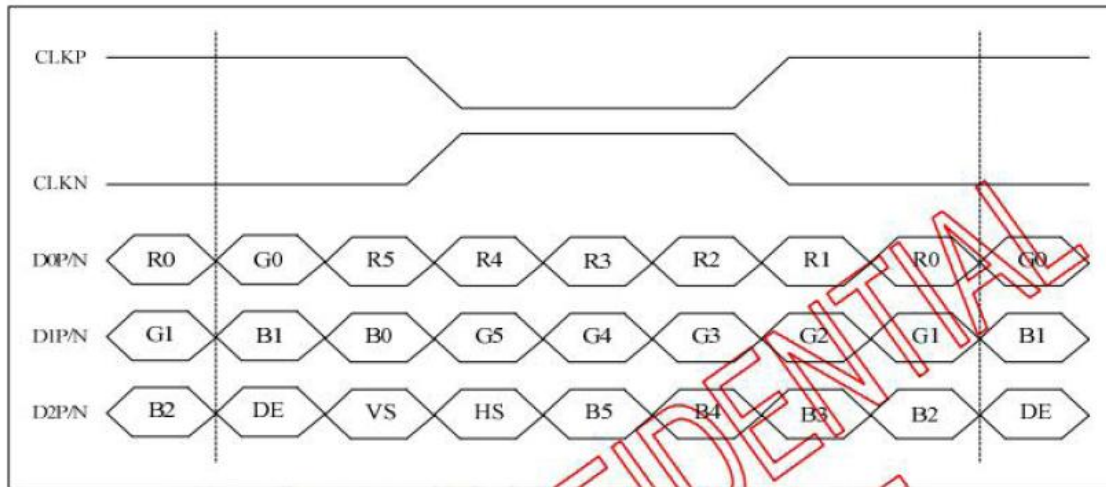 CLKP
CLKN
D0P/N R0 G0 R5 R4 R3 R2 R1 R0 G0
D1P/N G1 B1 B0 G5 G4 G3 G2 G1 B1
D2P/N B2 DE VS HS B5 B4 B3 B2 DE
FIDENTIAL